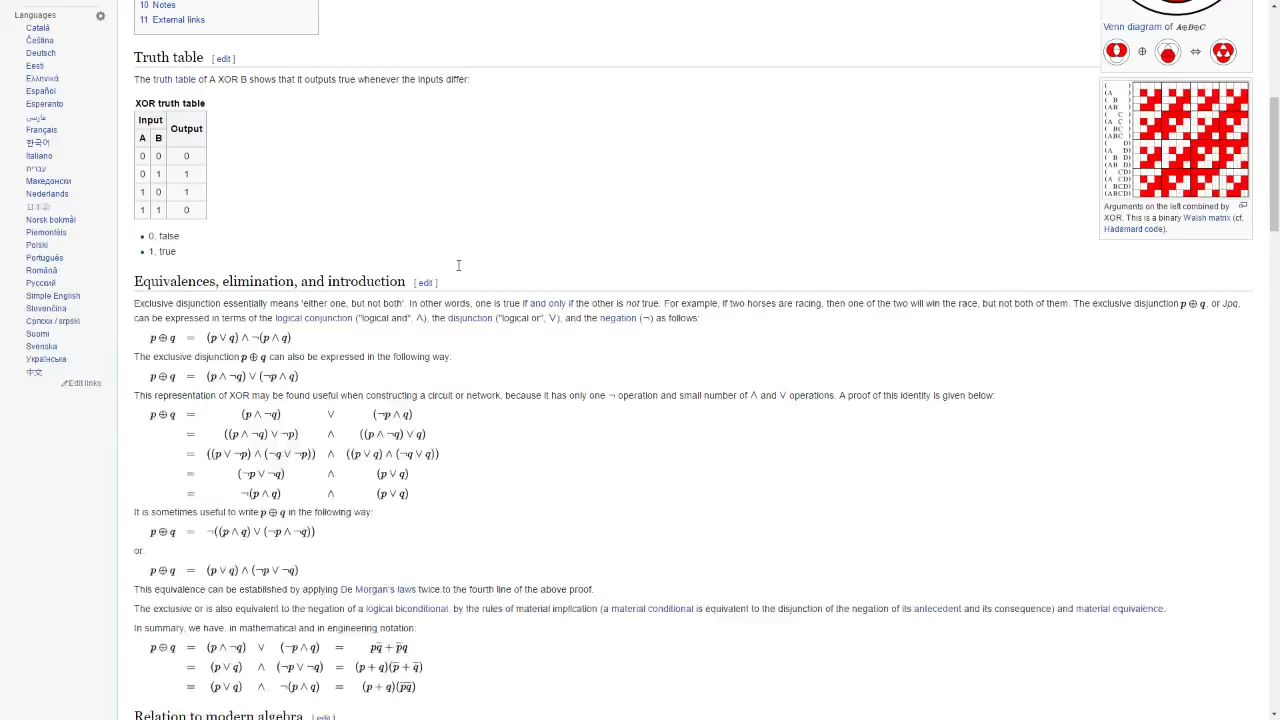 Languages
Català
Čeština
Deutsch
Eesti
Ελληνικά
Español
Esperanto
فارسی
Français
한국어
Italiano
עברית
Македонски
Nederlands
日本語
Norsk bokmål
Piemontèis
Polski
Português
Română
Русский
Simple English
Slovenčina
Српски / srpski
Suomi
Svenska
Українська
中文
Edit links
10 Notes
11 External links
Truth table [ edit ]
The truth table of A XOR B shows that it outputs true whenever the inputs differ:
XOR truth table
Input Output
A B
0 0 0
0 1 1
1 0 1
1 1 0
• 0, false
• 1, true
Equivalences, elimination, and introduction [ edit ]
Exclusive disjunction essentially means 'either one, but not both'. In other words, one is true if and only if the other is not true. For example, if two horses are racing, then one of the two will win the race, but not both of them. The exclusive disjunction p ⊕ q, or Jpq,
can be expressed in terms of the logical conjunction ("logical and", ∧), the disjunction ("logical or", ∨), and the negation (¬) as follows:
p ⊕ q = (p ∨ q) ∧ ¬(p ∧ q)
The exclusive disjunction p ⊕ q can also be expressed in the following way:
p ⊕ q = (p ∧ ¬q) ∨ (¬p ∧ q)
This representation of XOR may be found useful when constructing a circuit or network, because it has only one ¬ operation and small number of ∧ and ∨ operations. A proof of this identity is given below:
p ⊕ q = (p ∧ ¬q) ∨ (¬p ∧ q)
= ((p ∧ ¬q) ∨ ¬p) ∧ ((p ∧ ¬q) ∨ q)
= ((p ∨ ¬p) ∧ (¬q ∨ ¬p)) ∧ ((p ∨ q) ∧ (¬q ∨ q))
= (¬p ∨ ¬q) ∧ (p ∨ q)
= ¬(p ∧ q) ∧ (p ∨ q)
It is sometimes useful to write p ⊕ q in the following way:
p ⊕ q = ¬((p ∧ q) ∨ (¬p ∧ ¬q))
or:
p ⊕ q = (p ∨ q) ∧ (¬p ∨ ¬q)
This equivalence can be established by applying De Morgan's laws twice to the fourth line of the above proof.
The exclusive or is also equivalent to the negation of a logical biconditional, by the rules of material implication (a material conditional is equivalent to the disjunction of the negation of its antecedent and its consequence) and material equivalence.
In summary, we have, in mathematical and in engineering notation:
p ⊕ q = (p ∧ ¬q) ∨ (¬p ∧ q) = pq̅ + p̅q
= (p ∨ q) ∧ (¬p ∨ ¬q) = (p + q)(p̅ + q̅)
= (p ∨ q) ∧ ¬(p ∧ q) = (p + q)(p̅q̅)
Relation to modern algebra [ edit ]
Venn diagram of A⊕B⊕C
⊕ ⇔
( )
(A )
( B )
(AB )
( C )
(A C )
( BC )
(ABC )
( D)
(A D)
( B D)
(AB D)
( CD)
(A CD)
( BCD)
(ABCD)
Arguments on the left combined by
XOR. This is a binary Walsh matrix (cf.
Hadamard code).